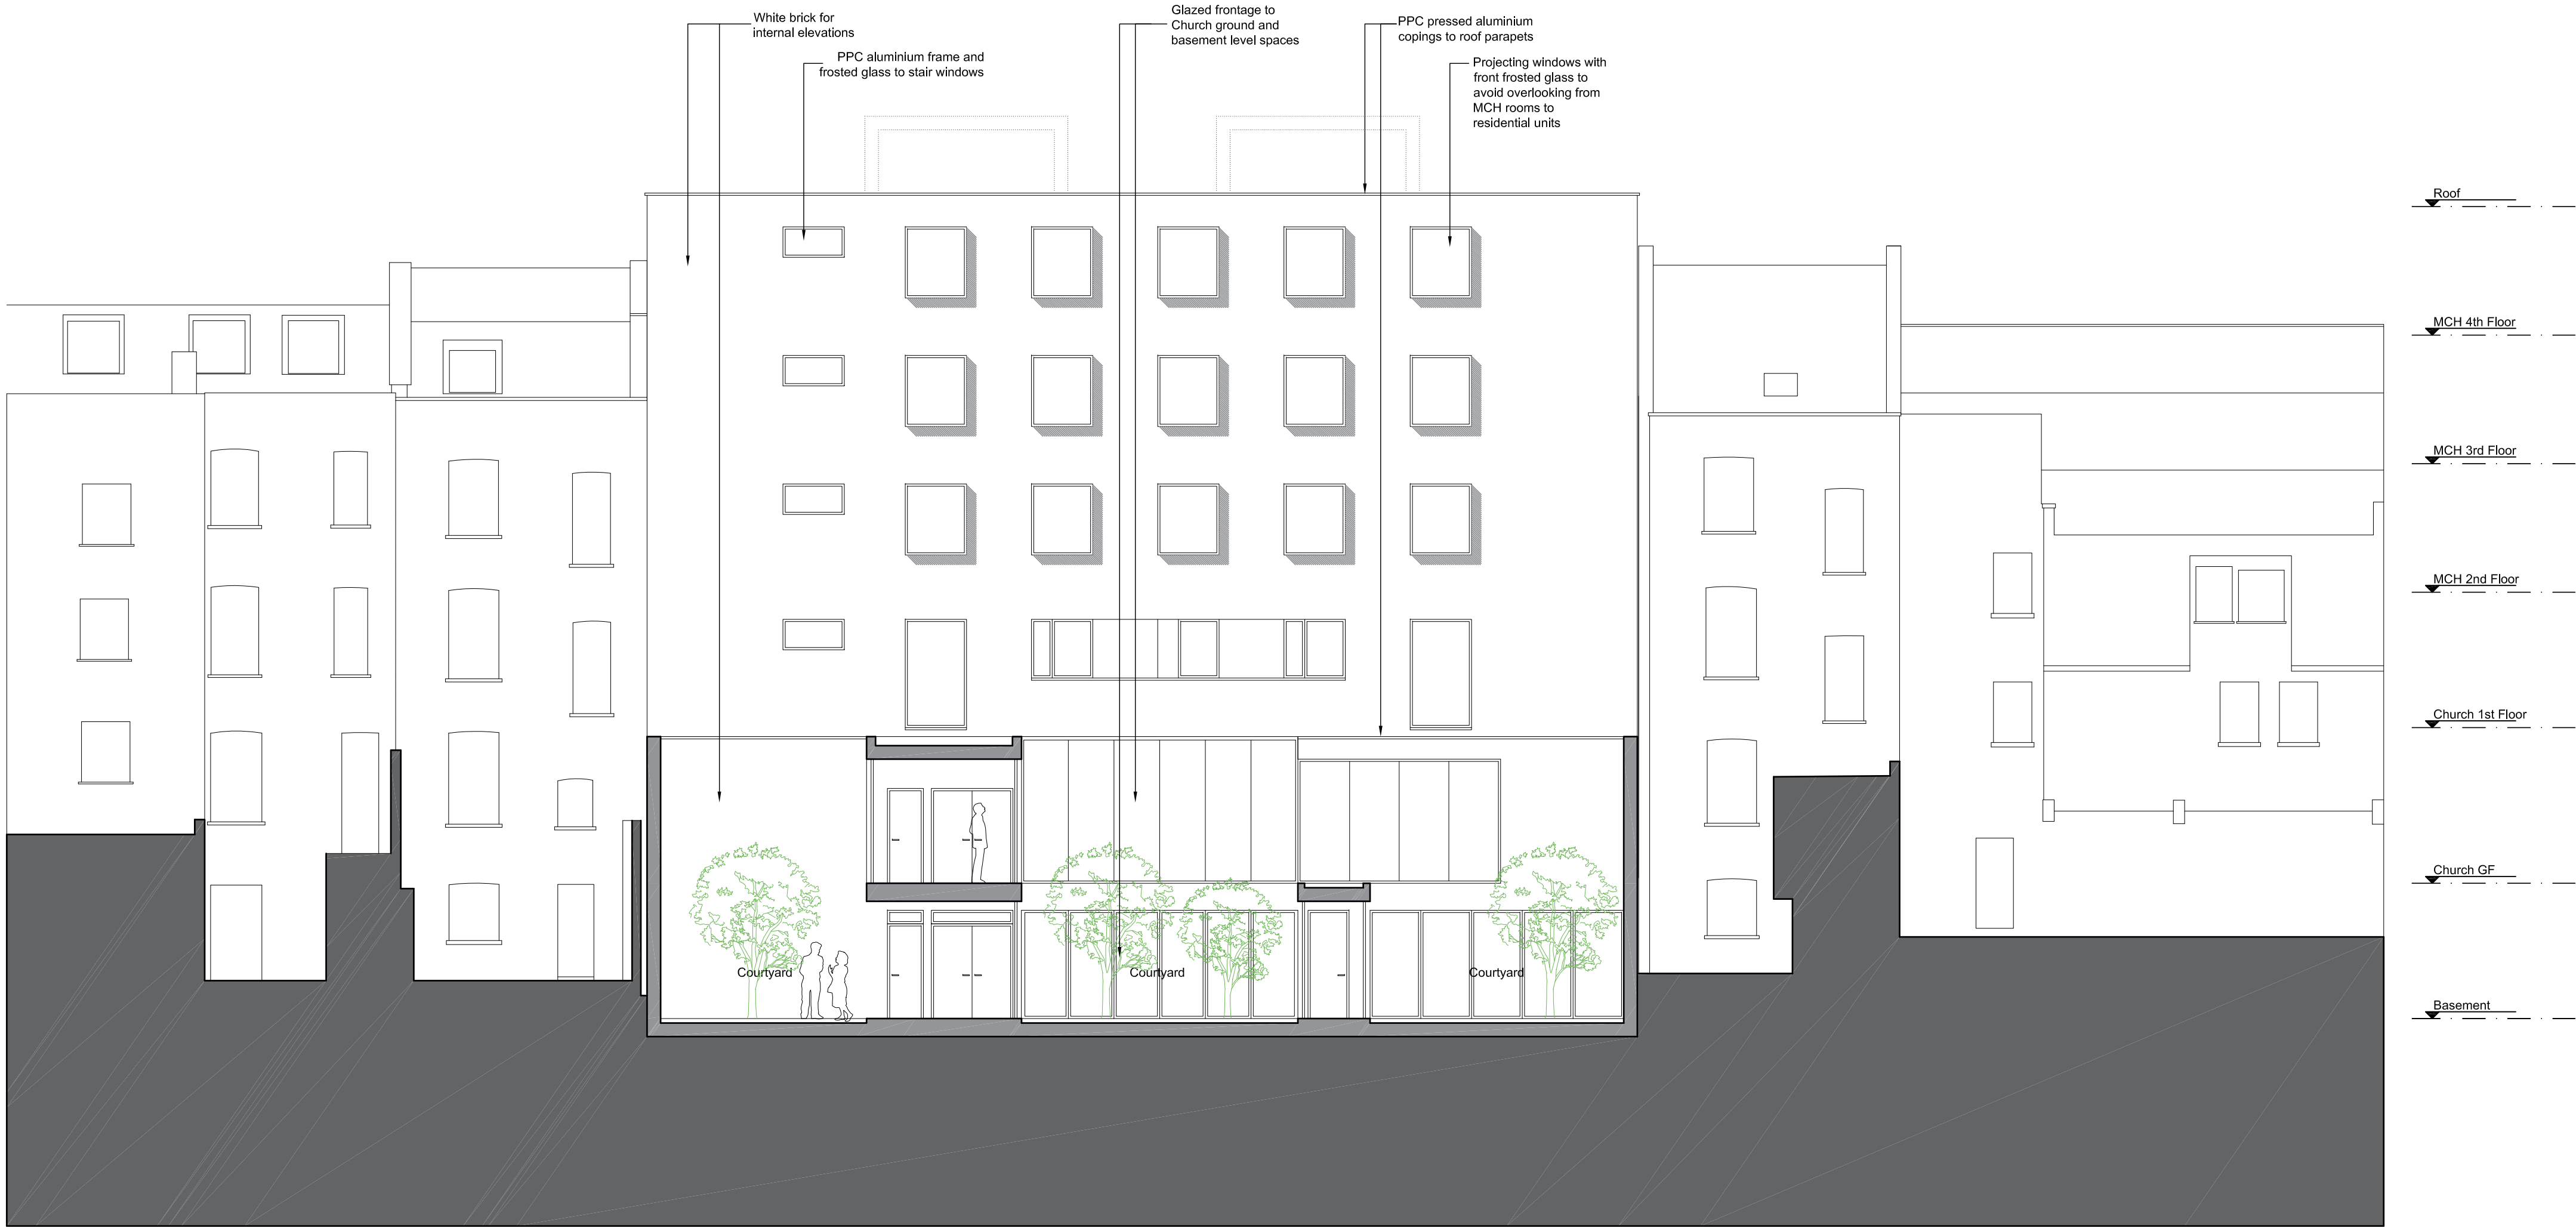 White brick for
internal elevations
PPC aluminium frame and
frosted glass to stair windows
Glazed frontage to
Church ground and
basement level spaces
PPC pressed aluminium
copings to roof parapets
Projecting windows with
front frosted glass to
avoid overlooking from
MCH rooms to
residential units
Roof
MCH 4th Floor
MCH 3rd Floor
MCH 2nd Floor
Church 1st Floor
Church GF
Courtyard
Courtyard
Courtyard
Basement